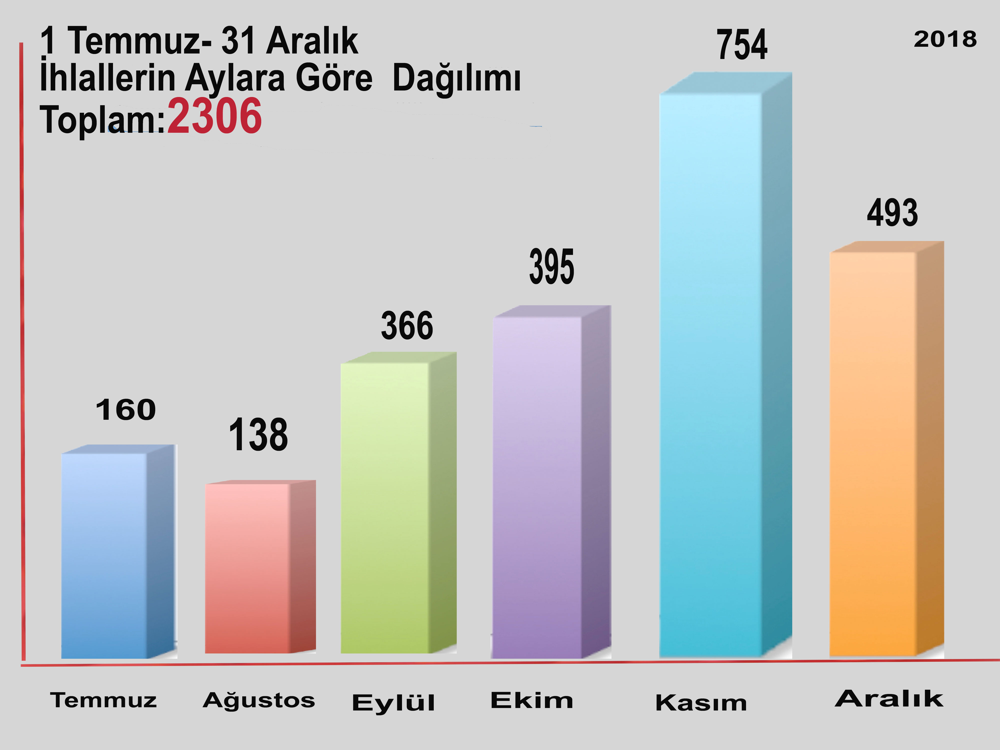 1 Temmuz- 31 Aralık
İhlallerin Aylara Göre Dağılımı
Toplam:2306
2018
160
138
366
395
754
493
Temmuz
Ağustos
Eylül
Ekim
Kasım
Aralık